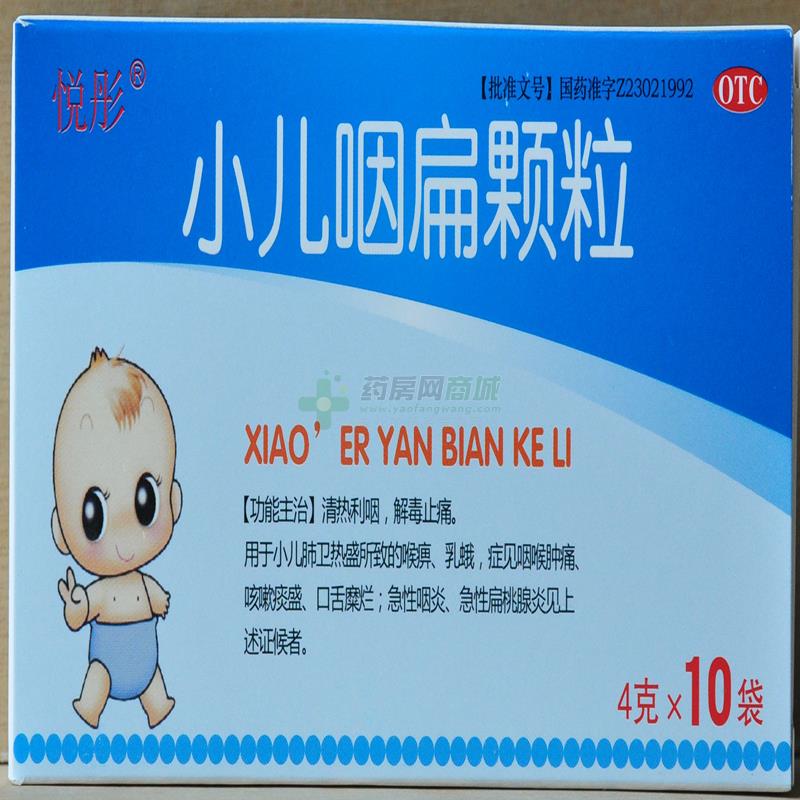 悦彤®
【批准文号】国药准字Z23021992
OTC
小儿咽扁颗粒
药房网商城
www.yaofangwang.com
XIAO’ER YAN BIAN KE LI
【功能主治】清热利咽，解毒止痛。
用于小儿肺卫热盛所致的喉痹、乳蛾，症见咽喉肿痛、
咳嗽痰盛、口舌糜烂；急性咽炎、急性扁桃腺炎见上
述证候者。
4克×10袋